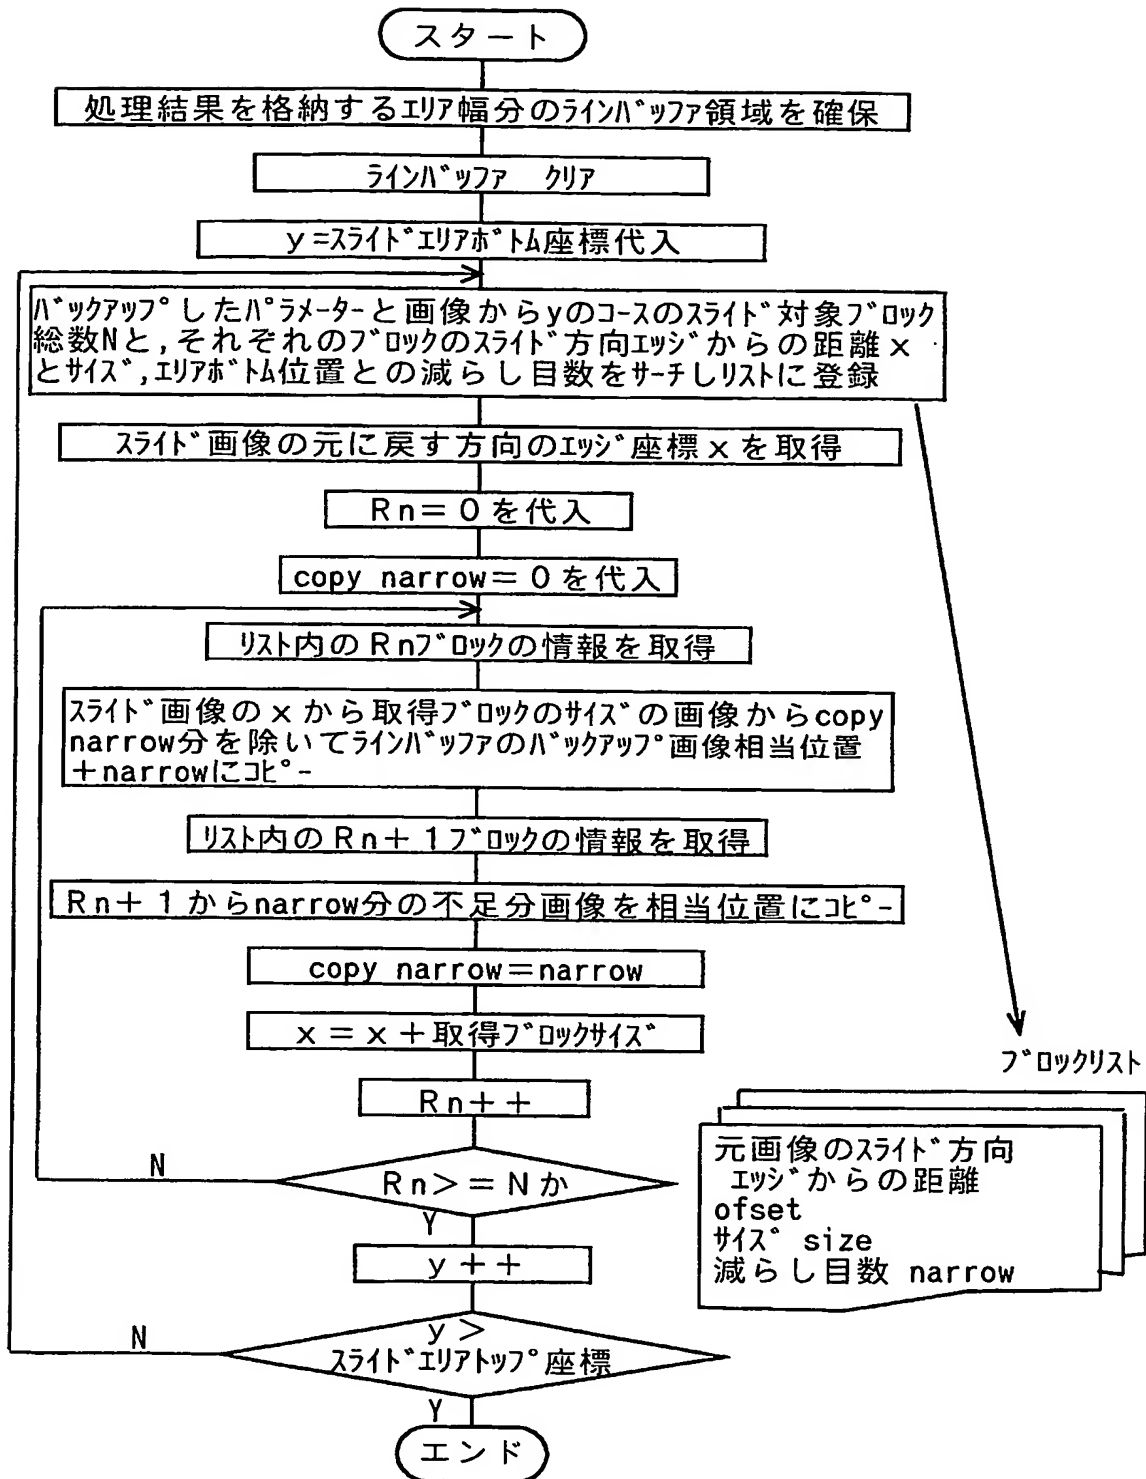 スタート
処理結果を格納するｴﾘｱ幅分のﾗｲﾝﾊﾞｯﾌｧ領域を確保
ﾗｲﾝﾊﾞｯﾌｧ ｸﾘｱ
y=ｽﾗｲﾄﾞｴﾘｱﾎﾞﾄﾑ座標代入
ﾊﾞｯｸｱｯﾌﾟしたﾊﾟﾗﾒｰﾀｰと画像からyのｺｰｽのｽﾗｲﾄﾞ対象ﾌﾞﾛｯｸ
総数Nと,それぞれのﾌﾞﾛｯｸのｽﾗｲﾄﾞ方向ｴｯｼﾞからの距離x
とｻｲｽﾞ,ｴﾘｱﾎﾞﾄﾑ位置との減らし目数をｻｰﾁしﾘｽﾄに登録
ｽﾗｲﾄﾞ画像の元に戻す方向のｴｯｼﾞ座標xを取得
Rn=0を代入
copy narrow=0を代入
ﾘｽﾄ内のRnﾌﾞﾛｯｸの情報を取得
ｽﾗｲﾄﾞ画像のxから取得ﾌﾞﾛｯｸのｻｲｽﾞの画像からcopy
narrow分を除いてﾗｲﾝﾊﾞｯﾌｧのﾊﾞｯｸｱｯﾌﾟ画像相当位置
+narrowにｺﾋﾟｰ
ﾘｽﾄ内のRn+1ﾌﾞﾛｯｸの情報を取得
Rn+1からnarrow分の不足分画像を相当位置にｺﾋﾟｰ
copy narrow=narrow
x=x+取得ﾌﾞﾛｯｸｻｲｽﾞ
Rn++
N
Rn>=Nか
Y
y++
N
y>
ｽﾗｲﾄﾞｴﾘｱﾄｯﾌﾟ座標
Y
エンド
ﾌﾞﾛｯｸﾘｽﾄ
元画像のｽﾗｲﾄﾞ方向
ｴｯｼﾞからの距離
ofset
ｻｲｽﾞ size
減らし目数 narrow